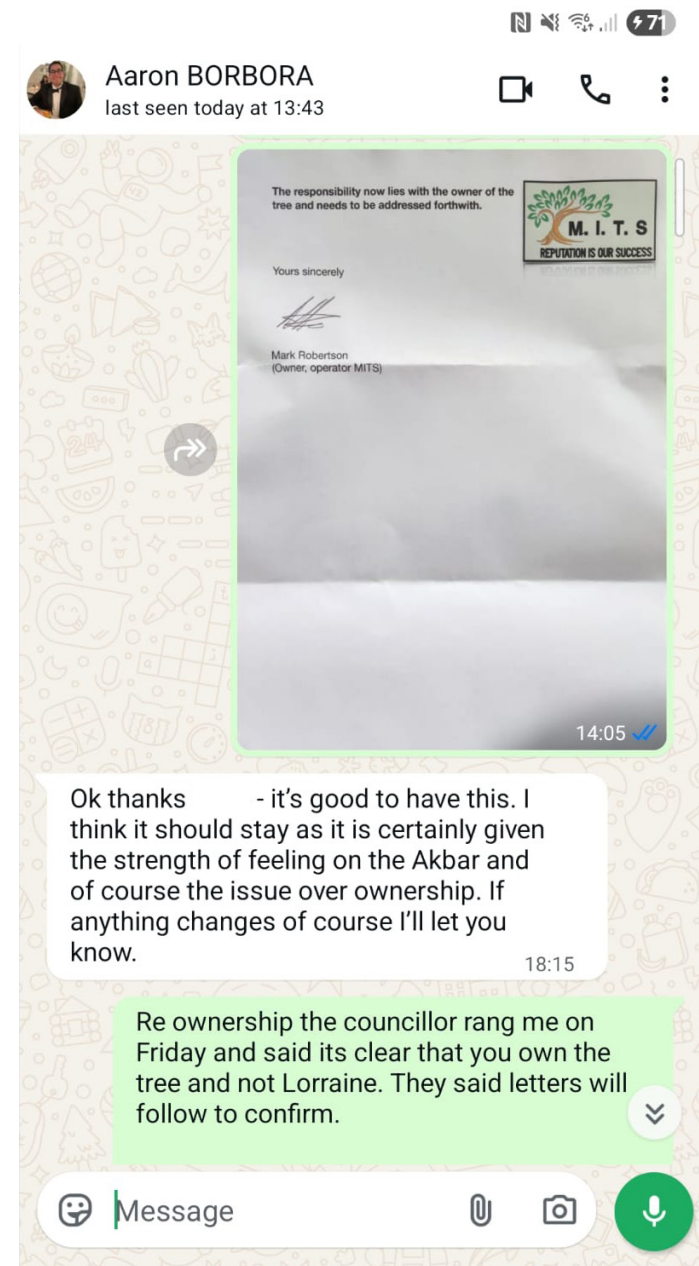 71
Aaron BORBORA
last seen today at 13:43
The responsibility now lies with the owner of the
tree and needs to be addressed forthwith.
M. I. T. S
REPUTATION IS OUR SUCCESS
Yours sincerely
Mark Robertson
(Owner, operator MITS)
14:05
Ok thanks - it's good to have this. I
think it should stay as it is certainly given
the strength of feeling on the Akbar and
of course the issue over ownership. If
anything changes of course I'll let you
know.
18:15
Re ownership the councillor rang me on
Friday and said its clear that you own the
tree and not Lorraine. They said letters will
follow to confirm.
Message